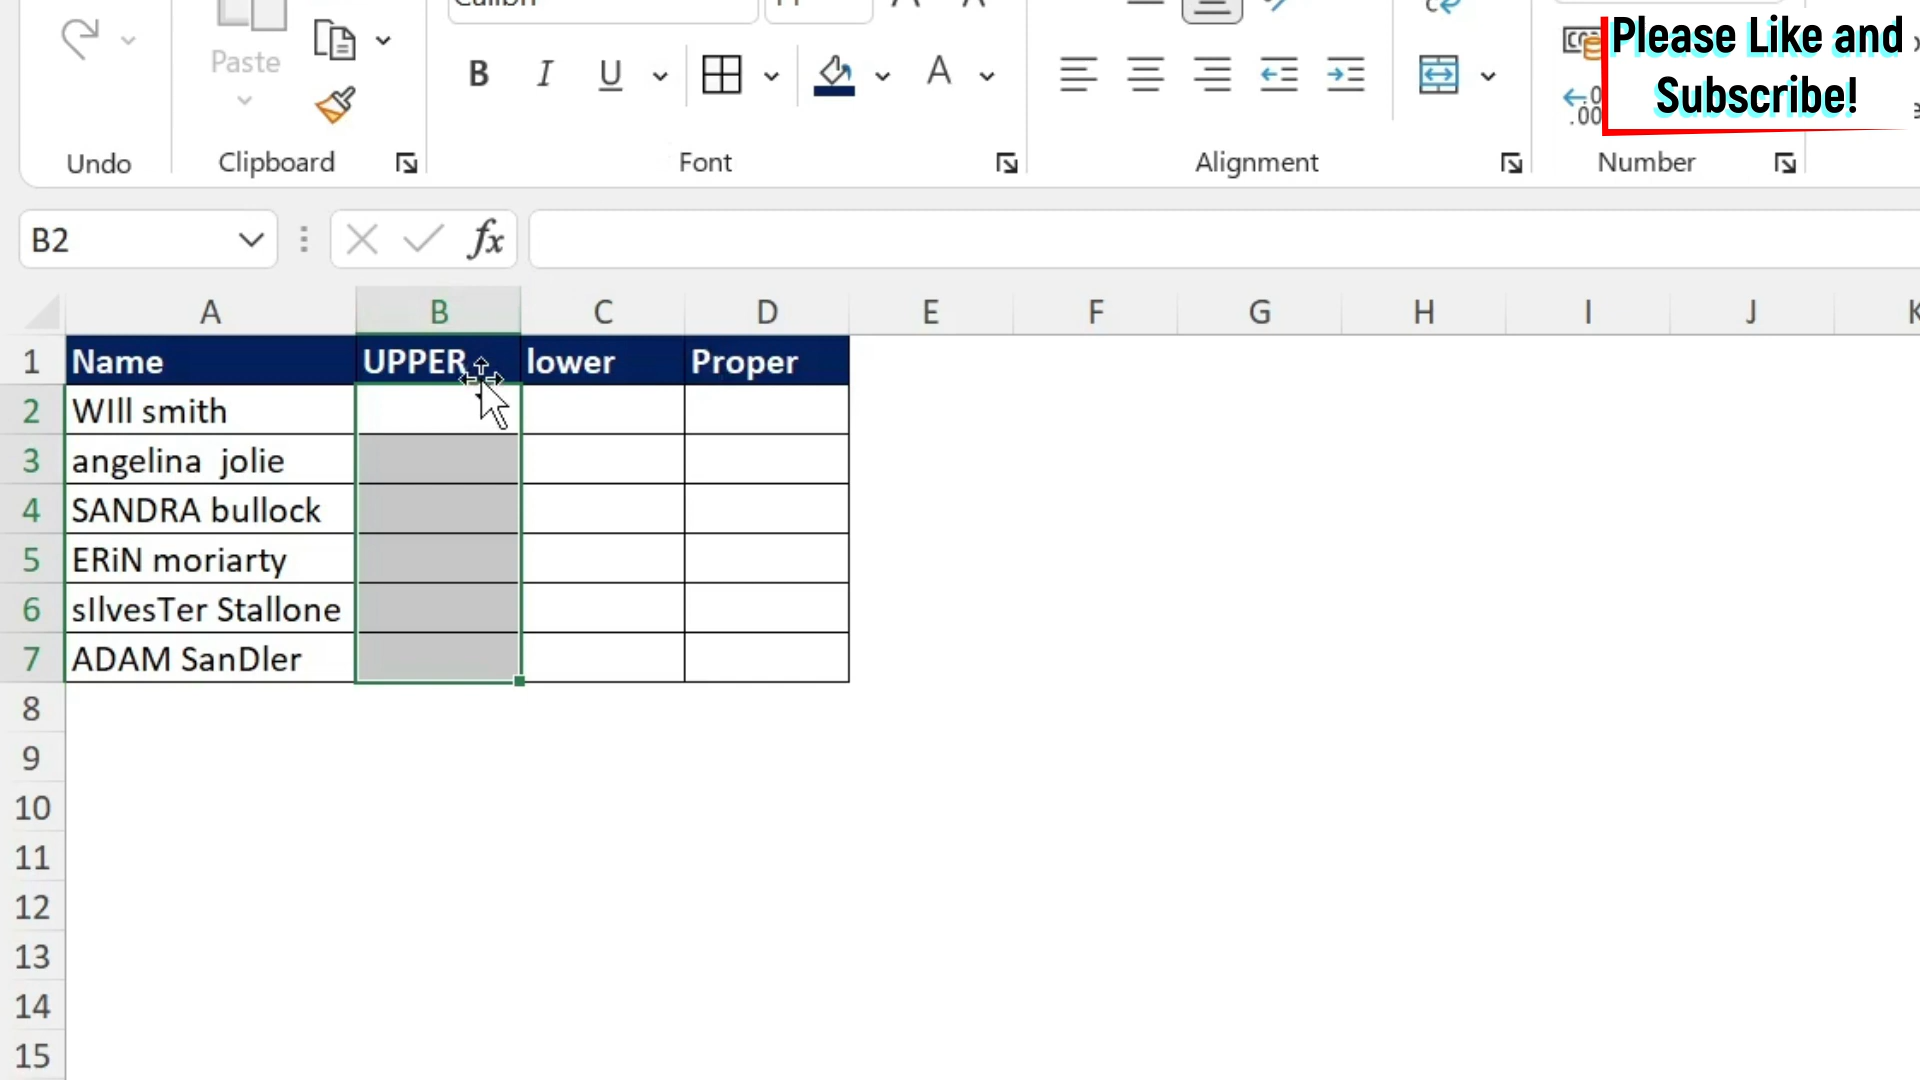 Please Like and
Subscribe!
Paste
B I U A
.00
Undo Clipboard Font Alignment Number
B2 fx
A B C D E F G H I J K
1 Name UPPER lower Proper
2 WIll smith
3 angelina  jolie
4 SANDRA bullock
5 ERiN moriarty
6 sIlvesTer Stallone
7 ADAM SanDler
8
9
10
11
12
13
14
15